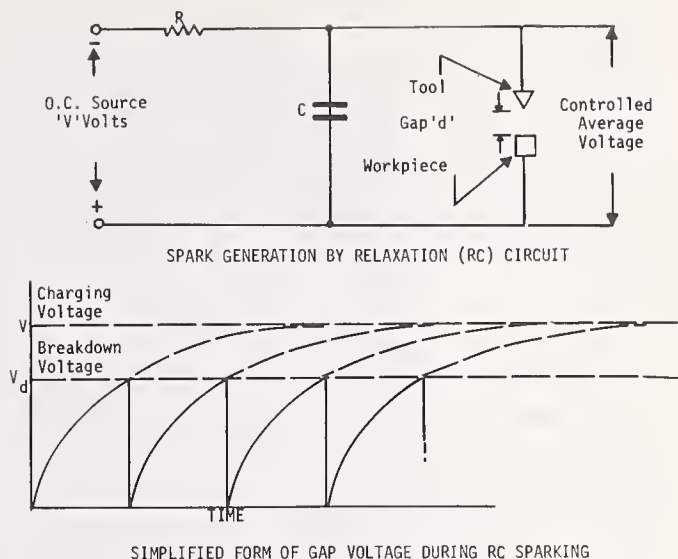 R
-
O.C. Source
'V'Volts
+
C
Tool
Gap'd'
Workpiece
Controlled
Average
Voltage
SPARK GENERATION BY RELAXATION (RC) CIRCUIT
Charging
Voltage
V
Breakdown
Voltage
Vd
TIME
SIMPLIFIED FORM OF GAP VOLTAGE DURING RC SPARKING